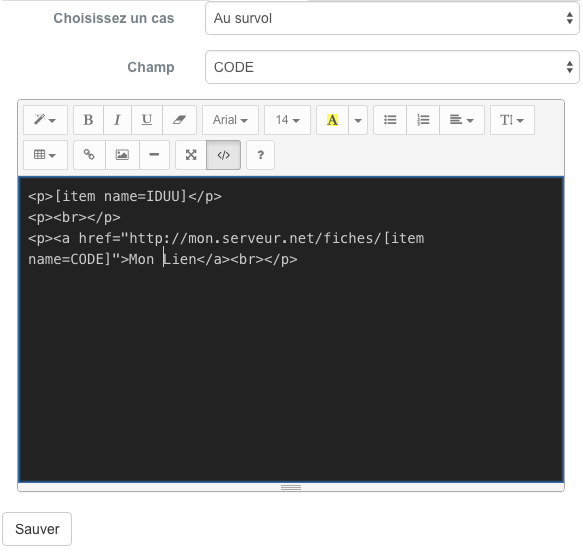 Choisissez un cas Au survol
Champ CODE
B I U Arial 14 A T!
</> ?
<p>[item name=IDUU]</p>
<p><br></p>
<p><a href="http://mon.serveur.net/fiches/[item
name=CODE]">Mon Lien</a><br></p>
Sauver